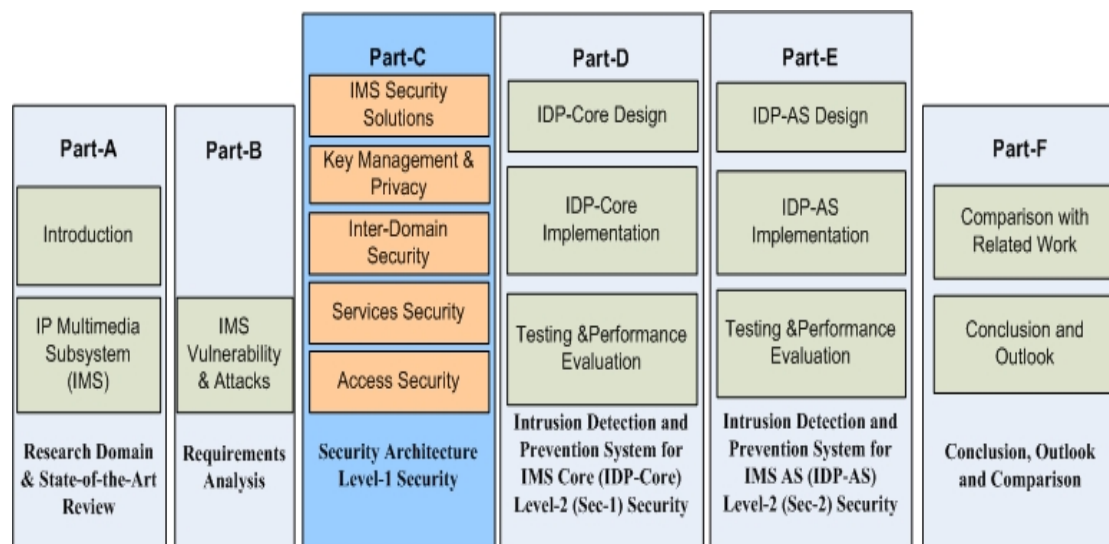 Part-A
Introduction
IP Multimedia
Subsystem
(IMS)
Research Domain
& State-of-the-Art
Review
Part-B
IMS
Vulnerability
& Attacks
Requirements
Analysis
Part-C
IMS Security
Solutions
Key Management &
Privacy
Inter-Domain
Security
Services Security
Access Security
Security Architecture
Level-1 Security
Part-D
IDP-Core Design
IDP-Core
Implementation
Testing &Performance
Evaluation
Intrusion Detection and
Prevention System for
IMS Core (IDP-Core)
Level-2 (Sec-1) Security
Part-E
IDP-AS Design
IDP-AS
Implementation
Testing &Performance
Evaluation
Intrusion Detection and
Prevention System for
IMS AS (IDP-AS)
Level-2 (Sec-2) Security
Part-F
Comparison with
Related Work
Conclusion and
Outlook
Conclusion, Outlook
and Comparison